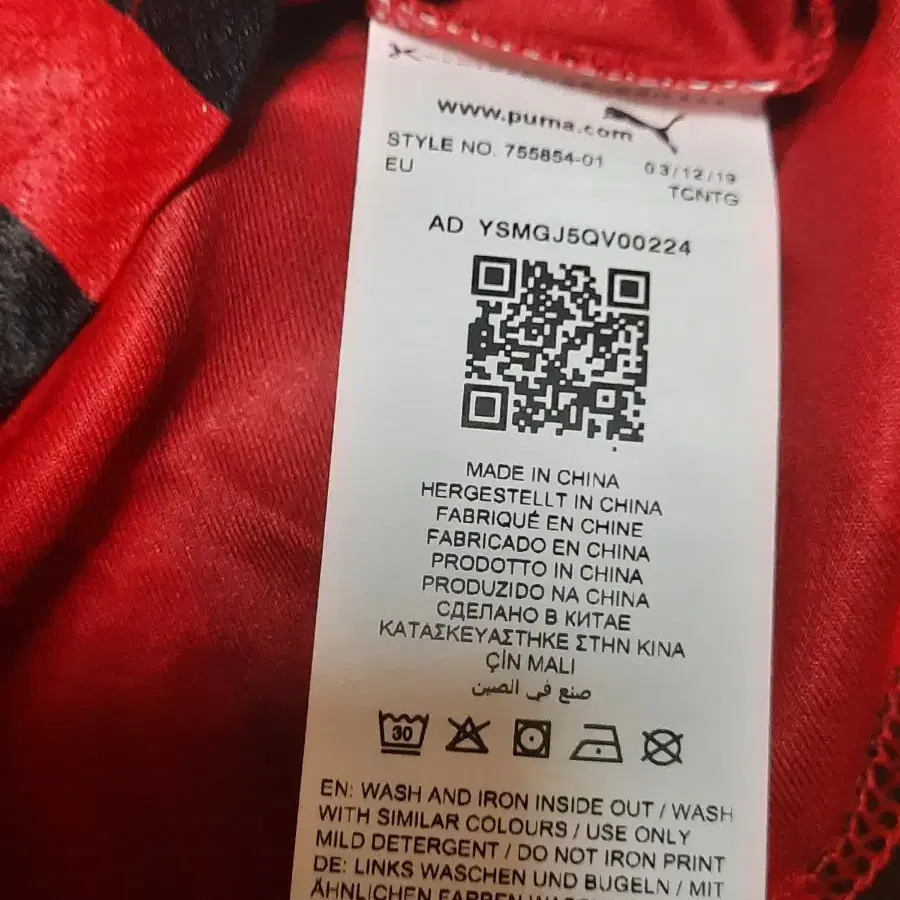 www.puma.com
STYLE NO. 755854-01 03/12/19
EU TCNTG
AD YSMGJ5QV00224
MADE IN CHINA
HERGESTELLT IN CHINA
FABRIQUÉ EN CHINE
FABRICADO EN CHINA
PRODOTTO IN CHINA
PRODUZIDO NA CHINA
СДЕЛАНО В КИТАЕ
ΚΑΤΑΣΚΕΥΑΣΤΗΚΕ ΣΤΗΝ ΚΙΝΑ
ÇİN MALI
صنع في الصين
30
EN: WASH AND IRON INSIDE OUT / WASH
WITH SIMILAR COLOURS / USE ONLY
MILD DETERGENT / DO NOT IRON PRINT
DE: LINKS WASCHEN UND BÜGELN / MIT
ÄHNLICHEN FARBEN